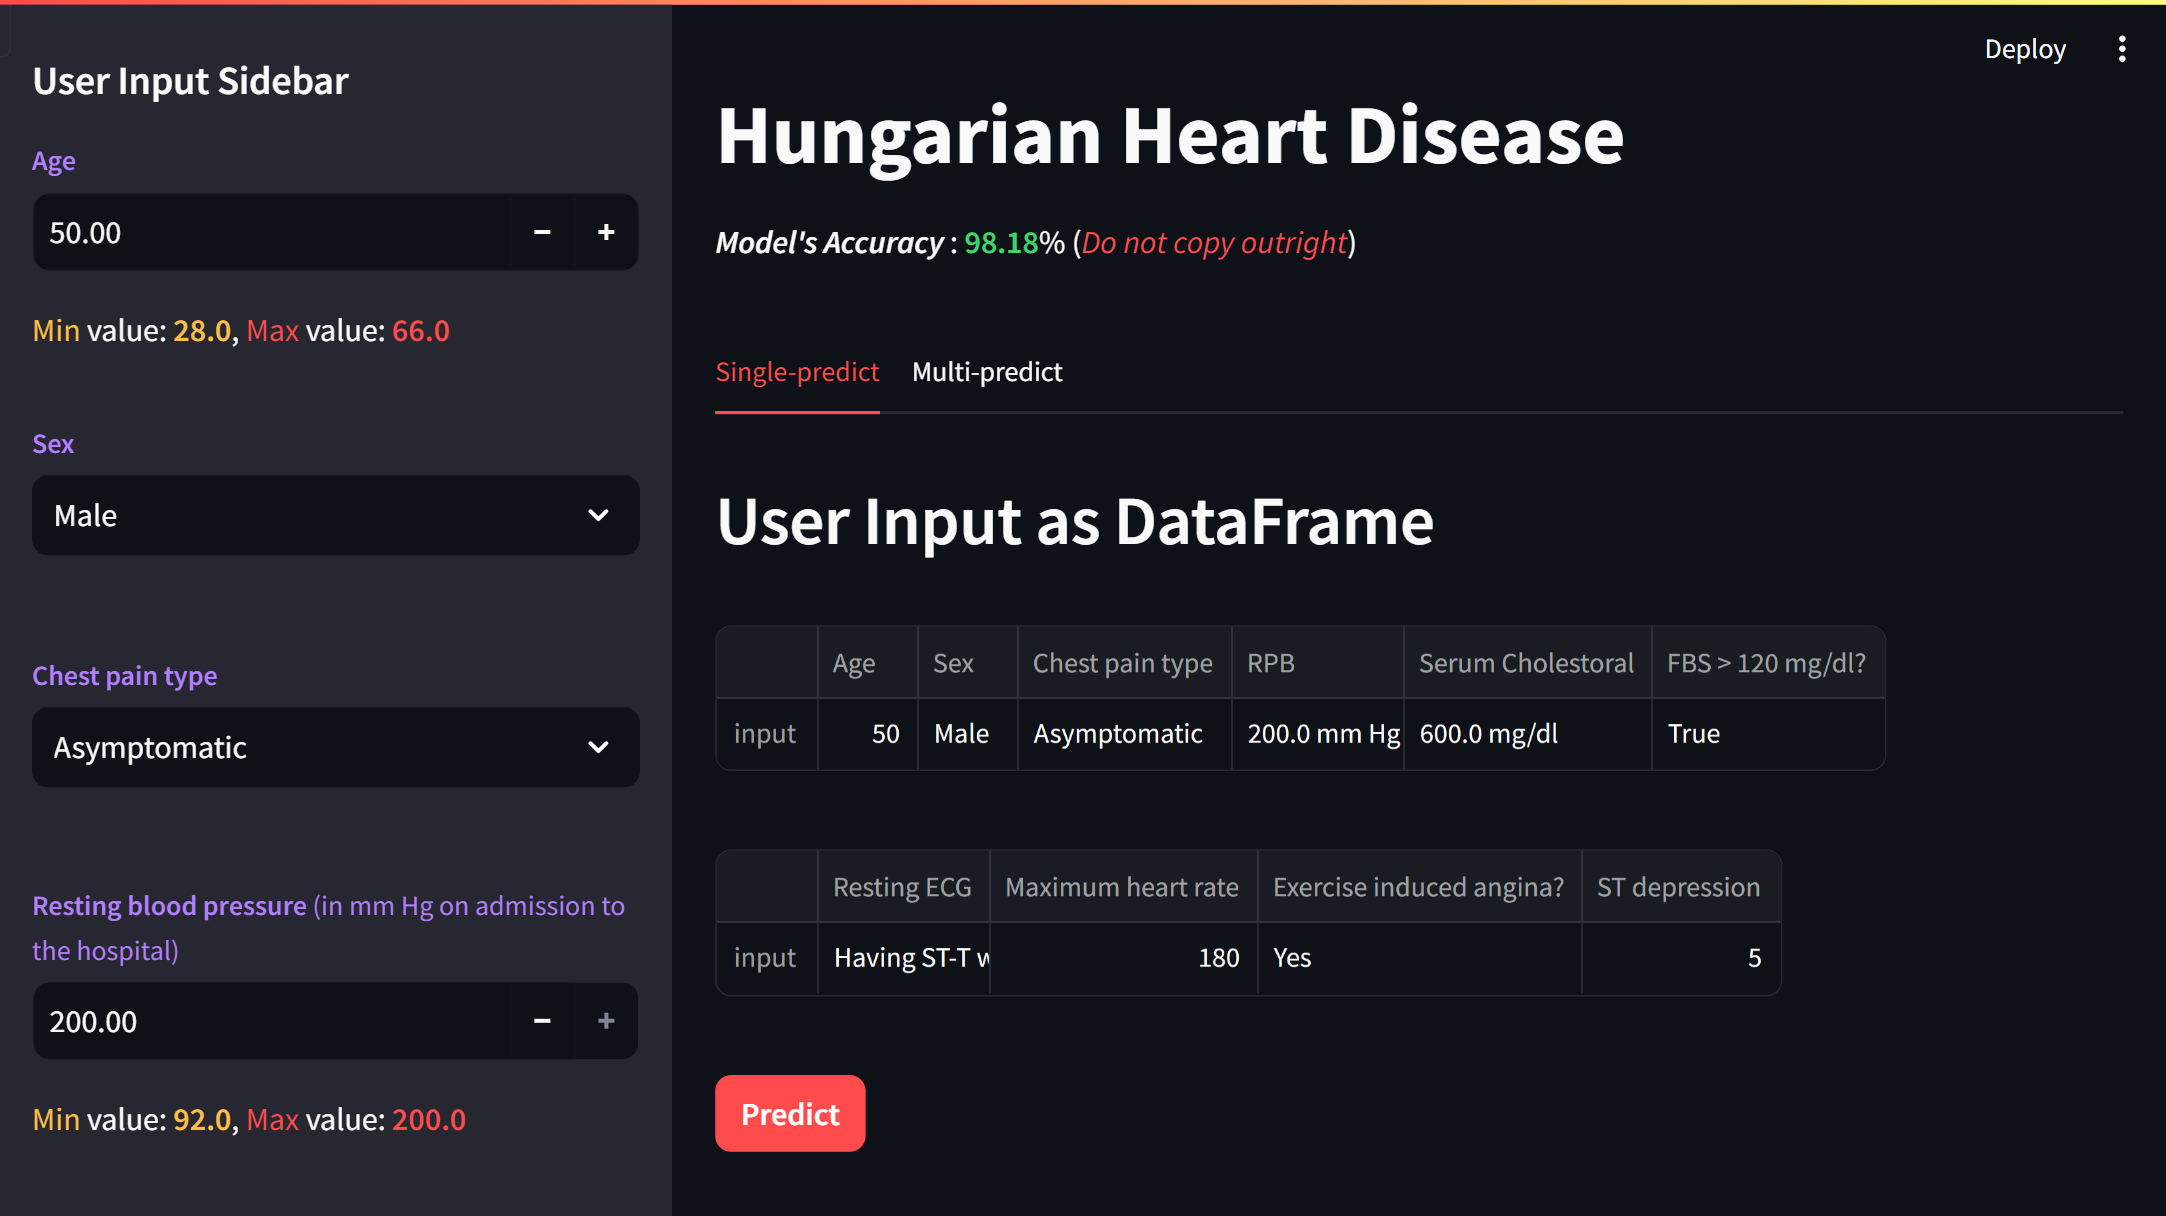 User Input Sidebar
Age
50.00
Min value: 28.0, Max value: 66.0
Sex
Male
Chest pain type
Asymptomatic
Resting blood pressure (in mm Hg on admission to
the hospital)
200.00
Min value: 92.0, Max value: 200.0
Deploy
Hungarian Heart Disease
Model's Accuracy : 98.18% (Do not copy outright)
Single-predict Multi-predict
User Input as DataFrame
Age Sex Chest pain type RPB Serum Cholestoral FBS > 120 mg/dl?
input 50 Male Asymptomatic 200.0 mm Hg 600.0 mg/dl True
Resting ECG Maximum heart rate Exercise induced angina? ST depression
input Having ST-T 180 Yes 5
Predict